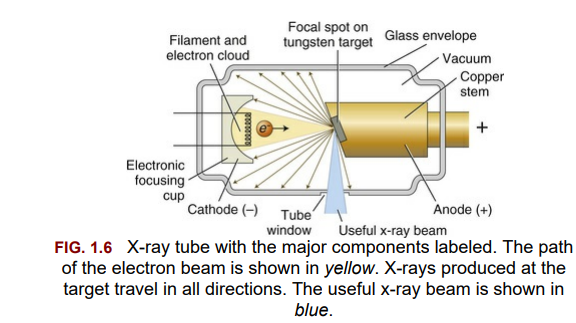 Focal spot on
tungsten target
Glass envelope
Filament and
electron cloud
Vacuum
Copper
stem
e-
+
Electronic
focusing
cup
Cathode (–)
Tube
window
Useful x-ray beam
Anode (+)
FIG. 1.6 X-ray tube with the major components labeled. The path
of the electron beam is shown in yellow. X-rays produced at the
target travel in all directions. The useful x-ray beam is shown in
blue.